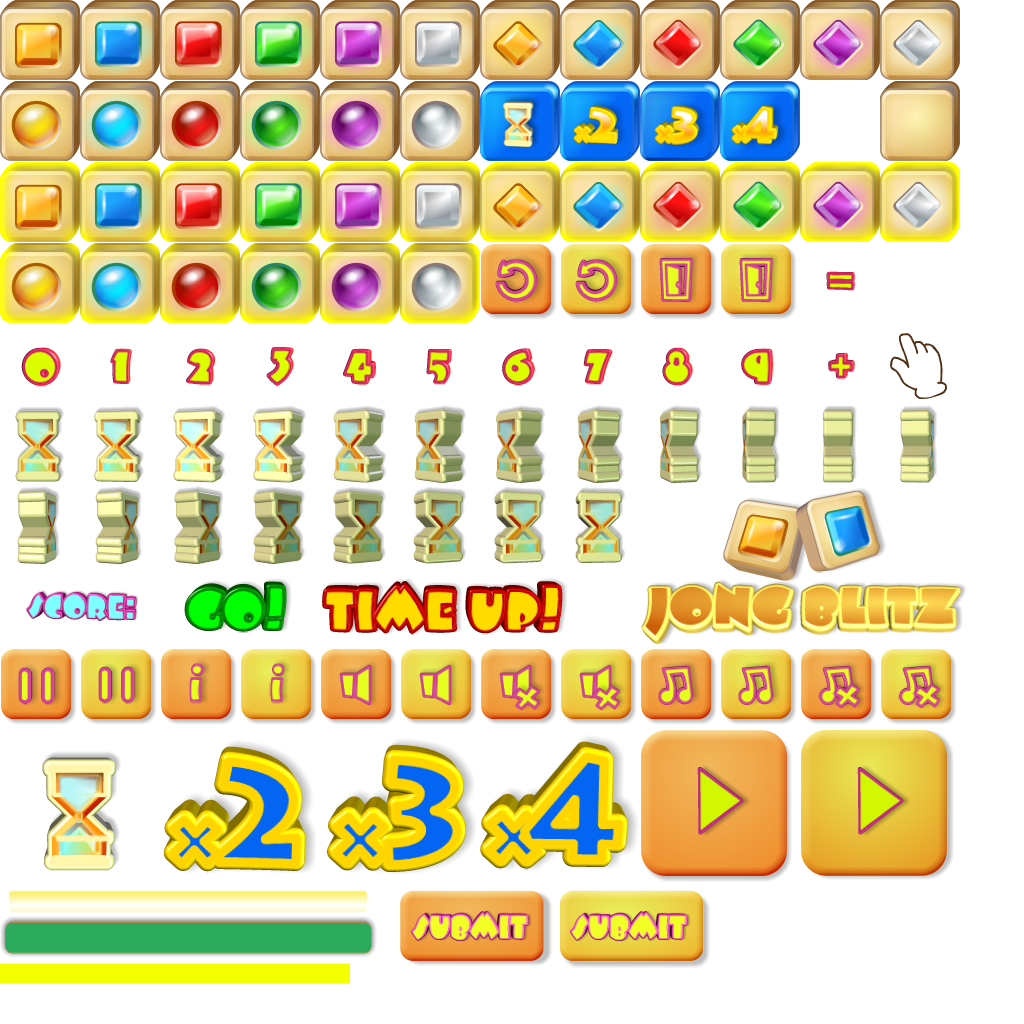 x2 x3 x4
=
0 1 2 3 4 5 6 7 8 9 +
SCORE: GO! TIME UP! JONG BLITZ
i i
x2 x3 x4
SUBMIT SUBMIT